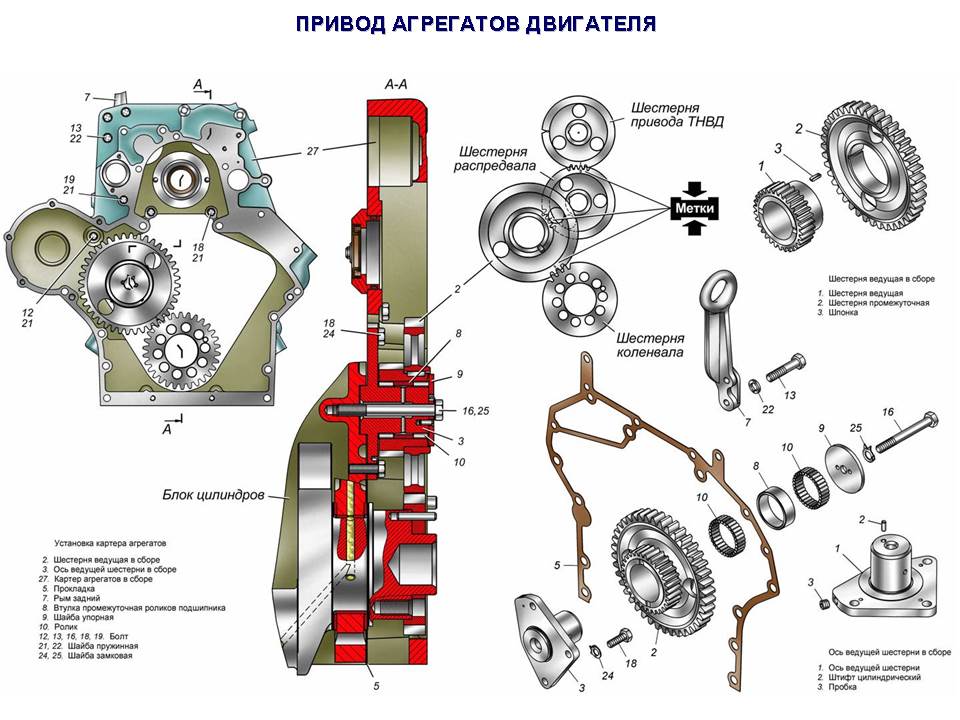 ПРИВОД АГРЕГАТОВ ДВИГАТЕЛЯ
А
А-А
7
13
22
19
21
27
18
21
12
21
А
18
24
2
8
9
16,25
3
10
Блок цилиндров
5
Шестерня
привода ТНВД
Шестерня
распредвала
Метки
Шестерня
коленвала
2
3
1
Шестерня ведущая в сборе
1. Шестерня ведущая
2. Шестерня промежуточная
3. Шпонка
7
22
13
16
25
9
10
8
10
5
2
18
24
3
2
1
3
Установка картера агрегатов
2. Шестерня ведущая в сборе
3. Ось ведущей шестерни в сборе
27. Картер агрегатов в сборе
5. Прокладка
7. Рым задний
8. Втулка промежуточная роликов подшипника
9. Шайба упорная
10. Ролик
12, 13, 16, 18, 19. Болт
21, 22. Шайба пружинная
24, 25. Шайба замковая
Ось ведущей шестерни в сборе
1. Ось ведущей шестерни
2. Штифт цилиндрический
3. Пробка